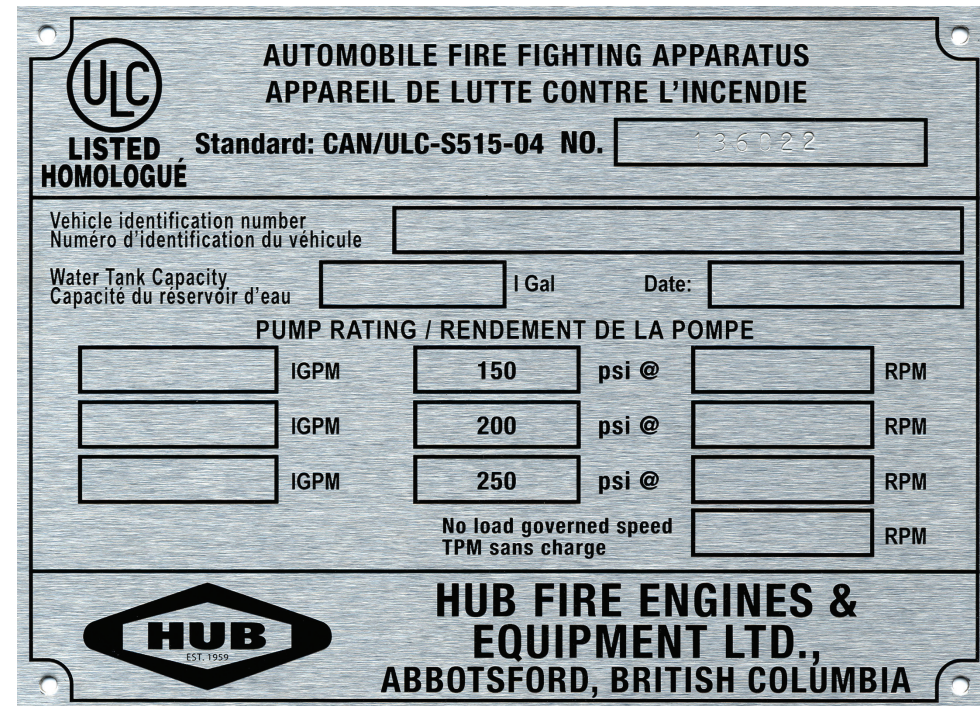 ULC
LISTED
HOMOLOGUÉ
AUTOMOBILE FIRE FIGHTING APPARATUS
APPAREIL DE LUTTE CONTRE L'INCENDIE
Standard: CAN/ULC-S515-04 NO. 136022
Vehicle identification number
Numéro d'identification du véhicule
Water Tank Capacity
Capacité du réservoir d'eau
I Gal Date:
PUMP RATING / RENDEMENT DE LA POMPE
IGPM 150 psi @ RPM
IGPM 200 psi @ RPM
IGPM 250 psi @ RPM
No load governed speed
TPM sans charge
RPM
HUB
EST. 1959
HUB FIRE ENGINES &
EQUIPMENT LTD.,
ABBOTSFORD, BRITISH COLUMBIA